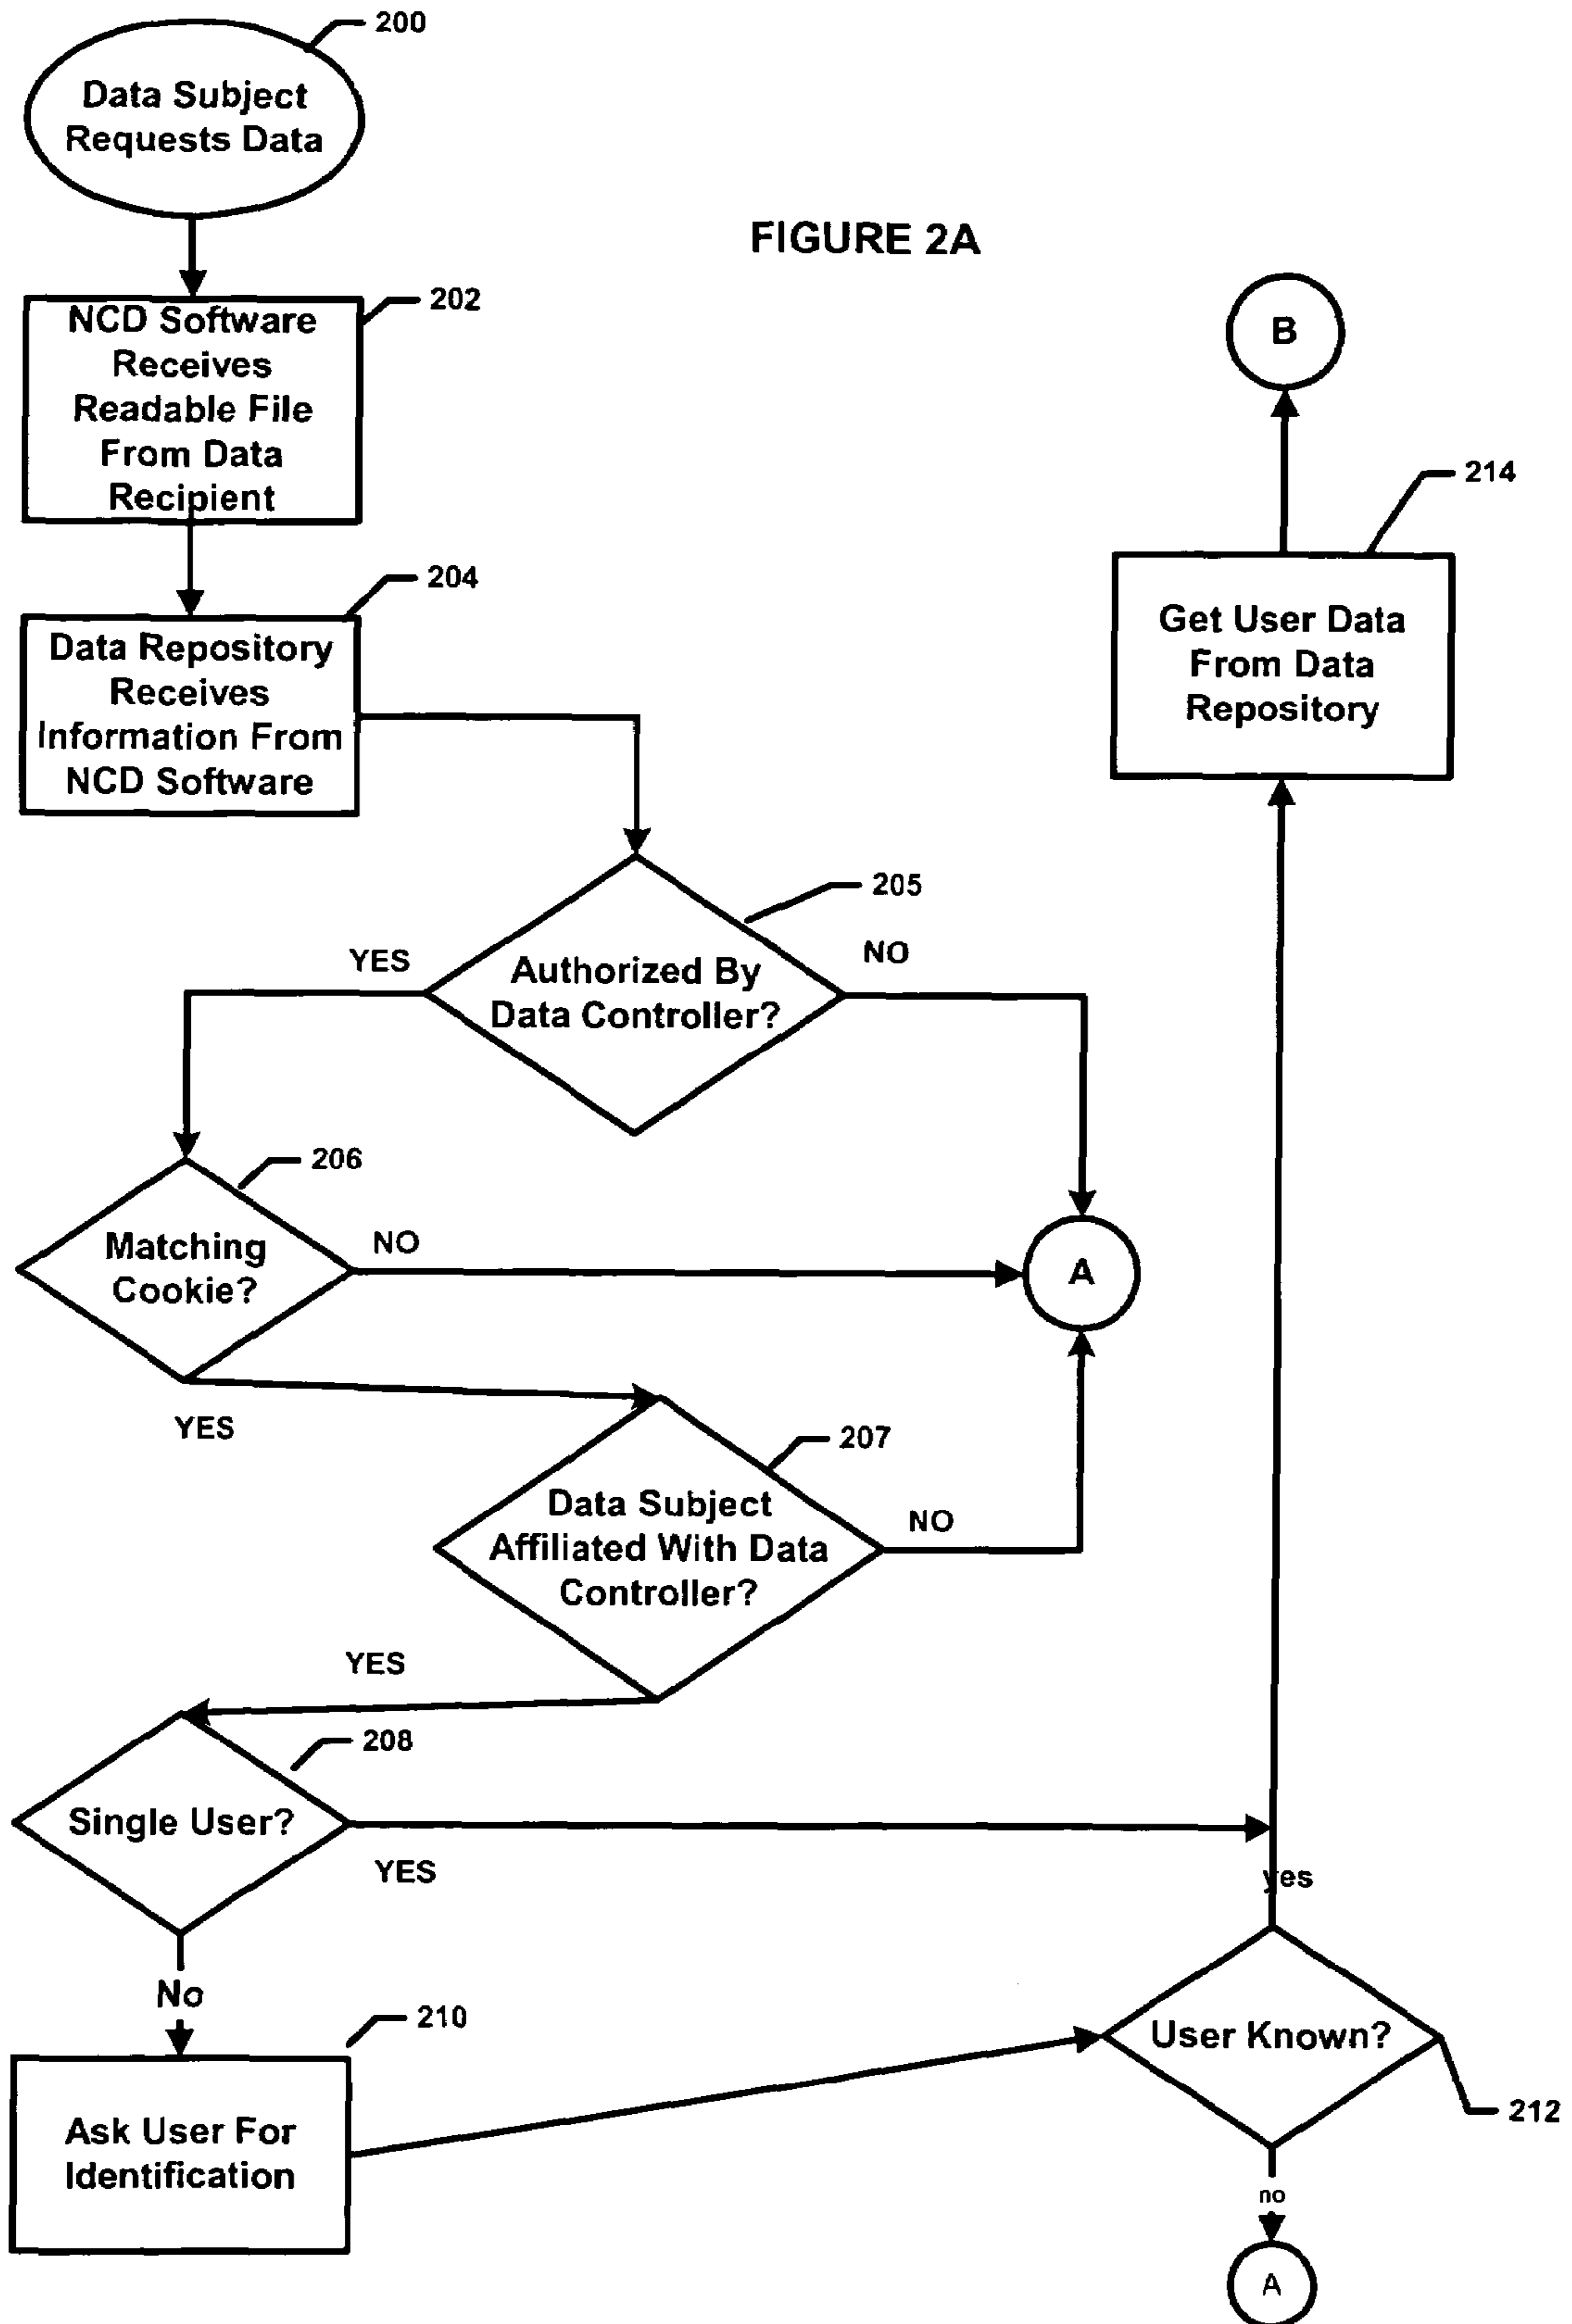 200
Data Subject
Requests Data
FIGURE 2A
202
NCD Software
Receives
Readable File
From Data
Recipient
B
214
204
Data Repository
Receives
Information From
NCD Software
Get User Data
From Data
Repository
205
YES
NO
Authorized By
Data Controller?
206
Matching
Cookie?
NO
A
YES
207
Data Subject
Affiliated With Data
Controller?
NO
YES
208
Single User?
YES
yes
No
210
User Known?
212
Ask User For
Identification
no
A